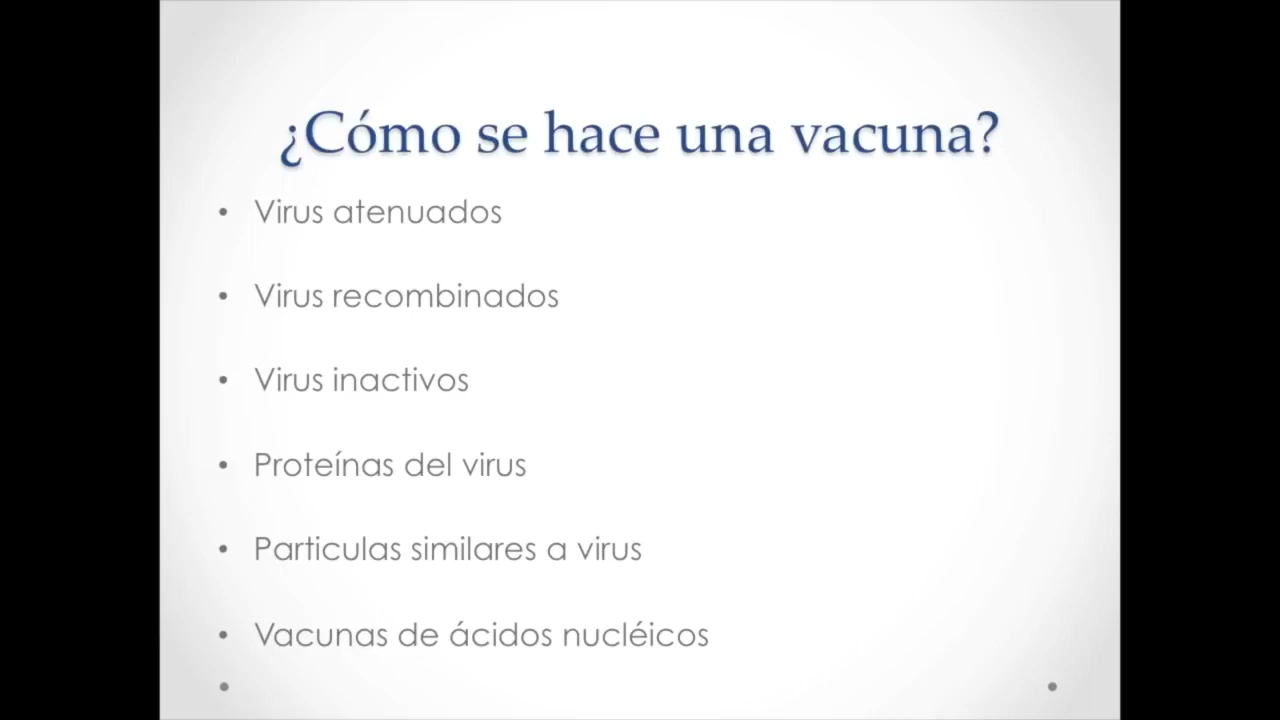 ¿Cómo se hace una vacuna?
• Virus atenuados
• Virus recombinados
• Virus inactivos
• Proteínas del virus
• Particulas similares a virus
• Vacunas de ácidos nucléicos